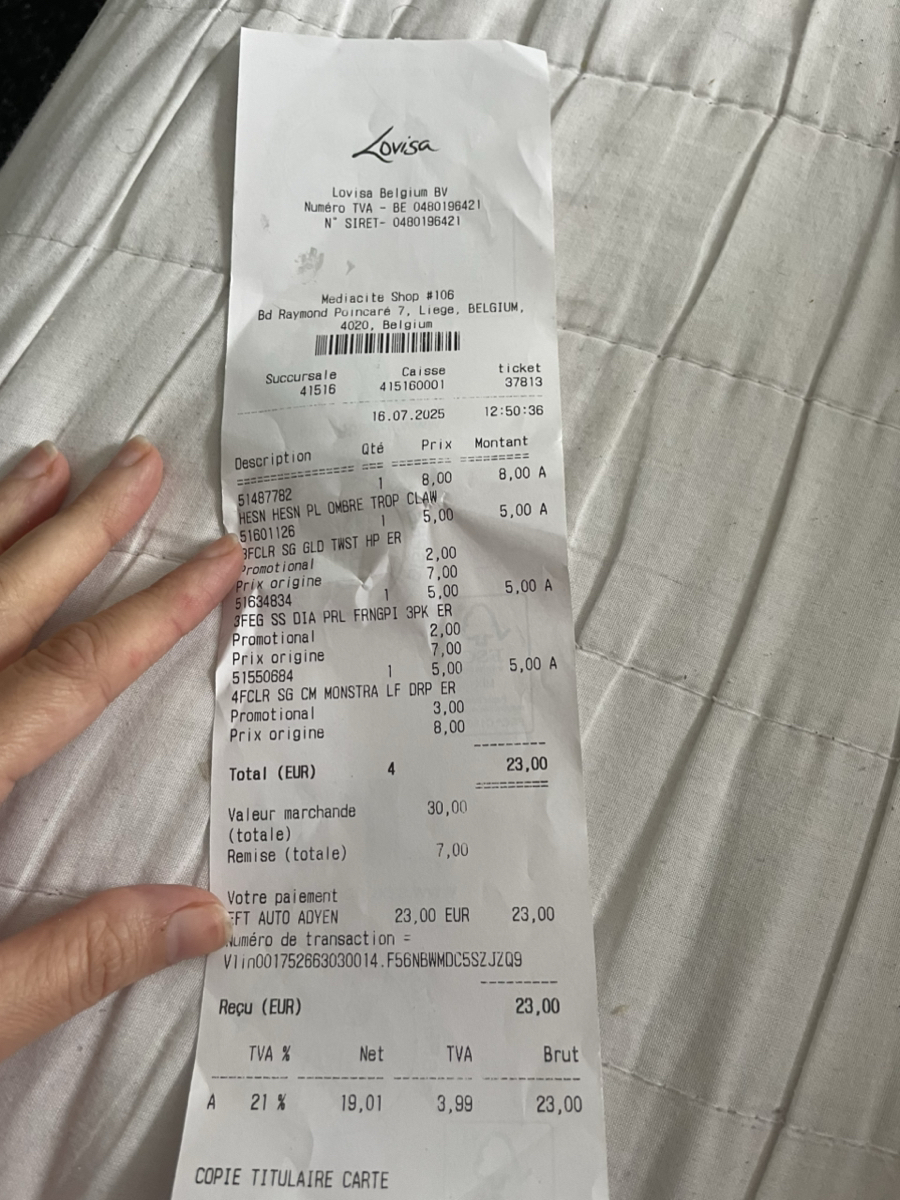 Lovisa
Lovisa Belgium BV
Numéro TVA - BE 0480196421
N° SIRET- 0480196421
Mediacite Shop #106
Bd Raymond Poincaré 7, Liege, BELGIUM,
4020, Belgium
Succursale Caisse ticket
41516 415160001 37813
16.07.2025 12:50:36
Description Qté Prix Montant
51487782 1 8,00 8,00 A
HESN HESN PL OMBRE TROP CLAW
51601126 1 5,00 5,00 A
3FCLR SG GLD TWST HP ER
Promotional 2,00
Prix origine 7,00
51634834 1 5,00 5,00 A
3FEG SS DIA PRL FRNGPI 3PK ER
Promotional 2,00
Prix origine 7,00
51550684 1 5,00 5,00 A
4FCLR SG CM MONSTRA LF DRP ER
Promotional 3,00
Prix origine 8,00
Total (EUR) 4 23,00
Valeur marchande 30,00
(totale)
Remise (totale) 7,00
Votre paiement
EFT AUTO ADYEN 23,00 EUR 23,00
Numéro de transaction =
Vlin001752663030014.F56NBWMDC5SZJZQ9
Reçu (EUR) 23,00
TVA % Net TVA Brut
A 21 % 19,01 3,99 23,00
COPIE TITULAIRE CARTE